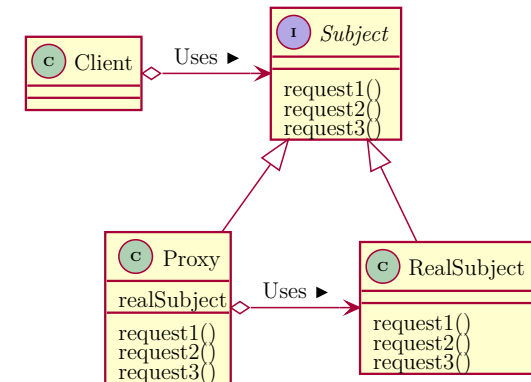 C Client
Uses ►
I Subject
request1()
request2()
request3()
C Proxy
realSubject
request1()
request2()
request3()
Uses ►
C RealSubject
request1()
request2()
request3()